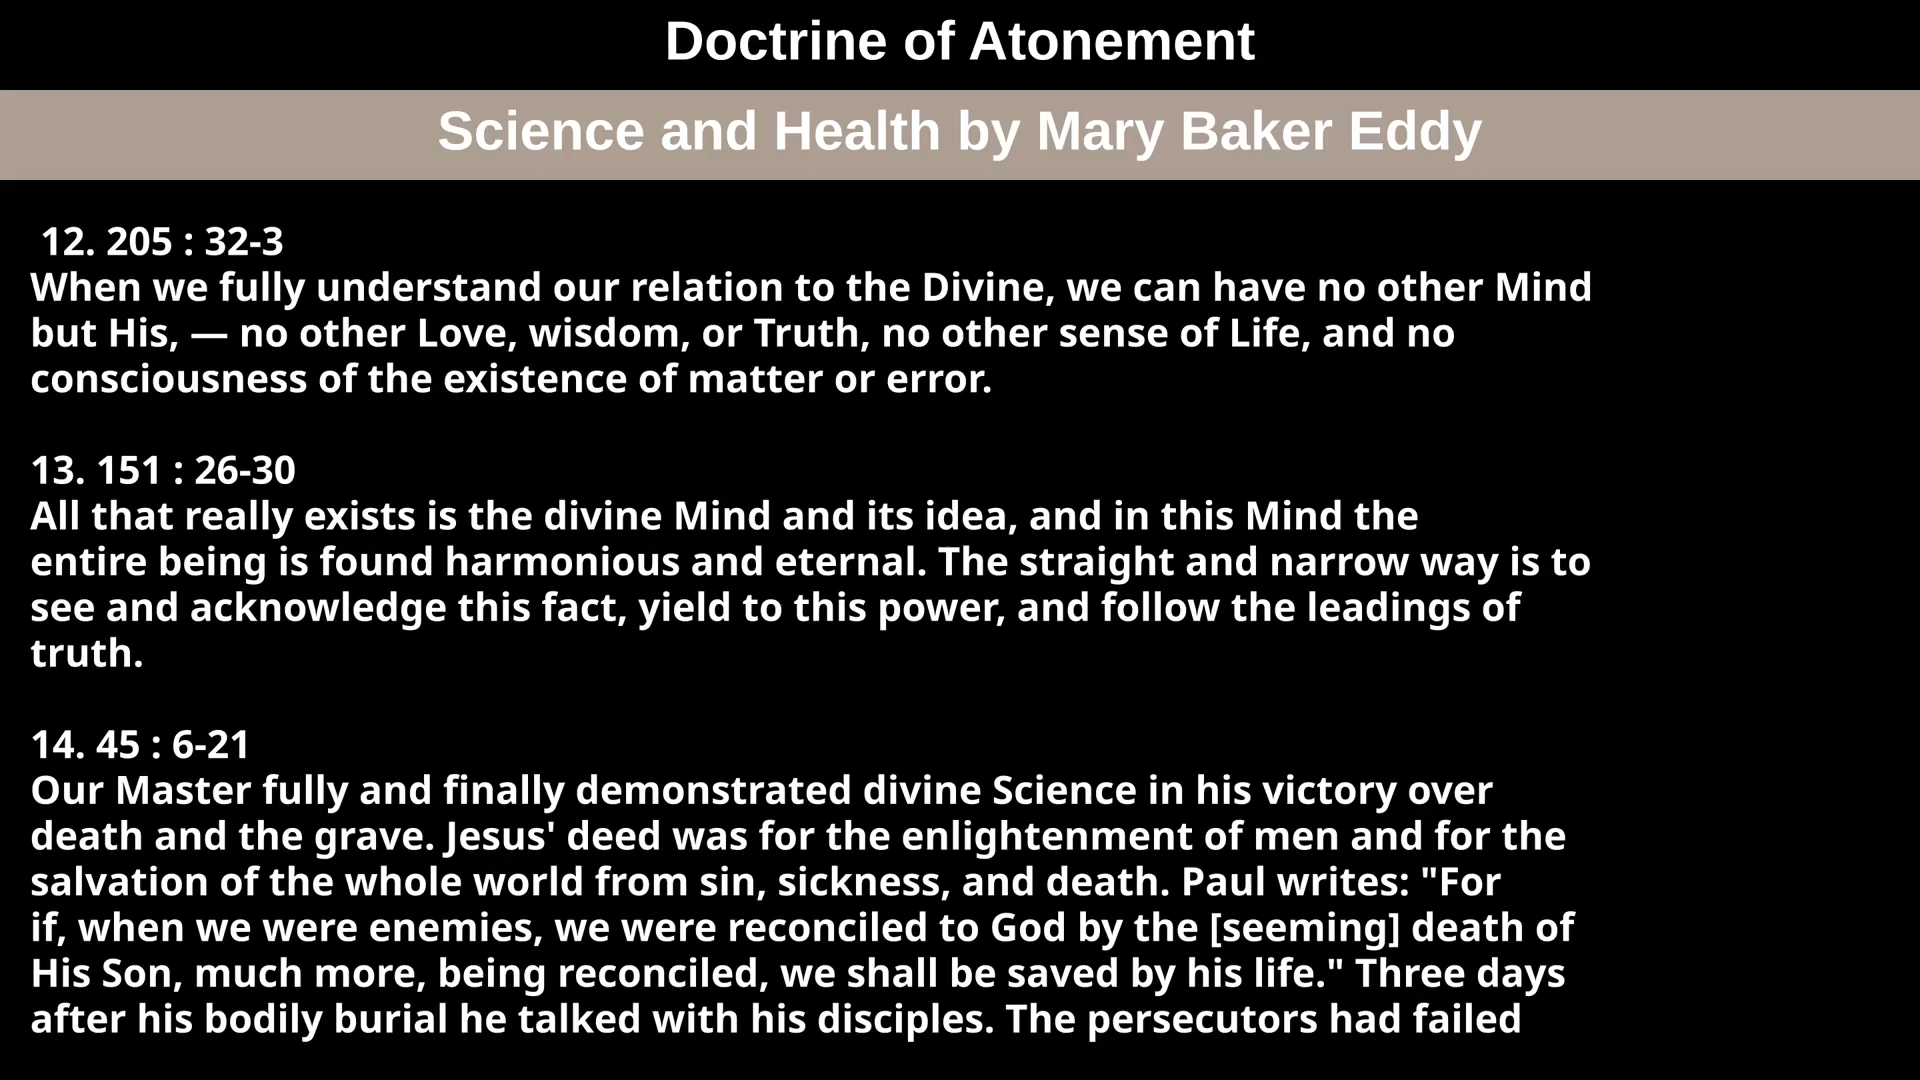 Doctrine of Atonement
Science and Health by Mary Baker Eddy
12. 205 : 32-3
When we fully understand our relation to the Divine, we can have no other Mind
but His, — no other Love, wisdom, or Truth, no other sense of Life, and no
consciousness of the existence of matter or error.
13. 151 : 26-30
All that really exists is the divine Mind and its idea, and in this Mind the
entire being is found harmonious and eternal. The straight and narrow way is to
see and acknowledge this fact, yield to this power, and follow the leadings of
truth.
14. 45 : 6-21
Our Master fully and finally demonstrated divine Science in his victory over
death and the grave. Jesus' deed was for the enlightenment of men and for the
salvation of the whole world from sin, sickness, and death. Paul writes: "For
if, when we were enemies, we were reconciled to God by the [seeming] death of
His Son, much more, being reconciled, we shall be saved by his life." Three days
after his bodily burial he talked with his disciples. The persecutors had failed